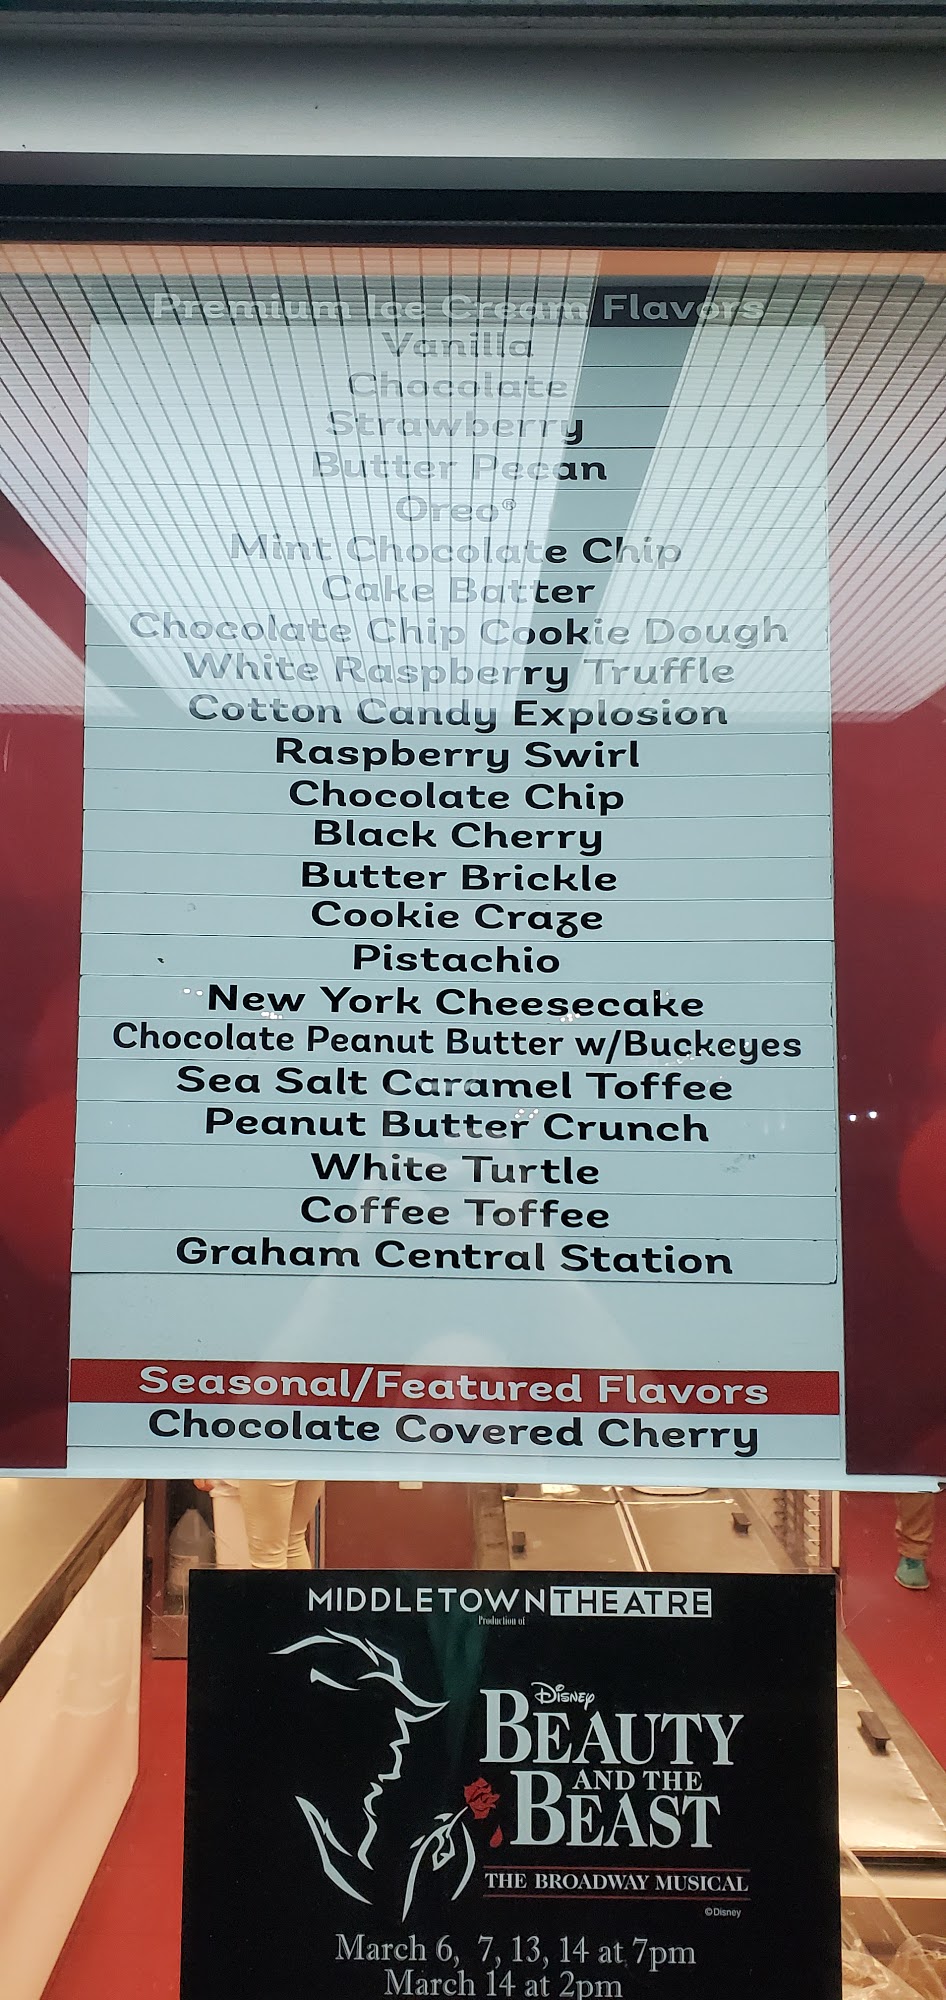 Premium Ice Cream Flavors
Vanilla
Chocolate
Strawberry
Butter Pecan
Oreo®
Mint Chocolate Chip
Cake Batter
Chocolate Chip Cookie Dough
White Raspberry Truffle
Cotton Candy Explosion
Raspberry Swirl
Chocolate Chip
Black Cherry
Butter Brickle
Cookie Craze
Pistachio
New York Cheesecake
Chocolate Peanut Butter w/Buckeyes
Sea Salt Caramel Toffee
Peanut Butter Crunch
White Turtle
Coffee Toffee
Graham Central Station
Seasonal/Featured Flavors
Chocolate Covered Cherry
MIDDLETOWN THEATRE
Production of
DISNEY
BEAUTY
AND THE
BEAST
THE BROADWAY MUSICAL
©Disney
March 6, 7, 13, 14 at 7pm
March 14 at 2pm